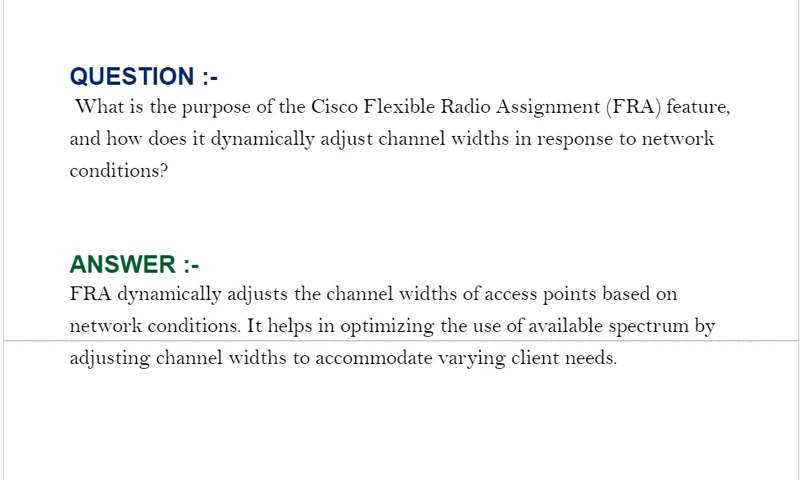 QUESTION :-
What is the purpose of the Cisco Flexible Radio Assignment (FRA) feature,
and how does it dynamically adjust channel widths in response to network
conditions?
ANSWER :-
FRA dynamically adjusts the channel widths of access points based on
network conditions. It helps in optimizing the use of available spectrum by
adjusting channel widths to accommodate varying client needs.